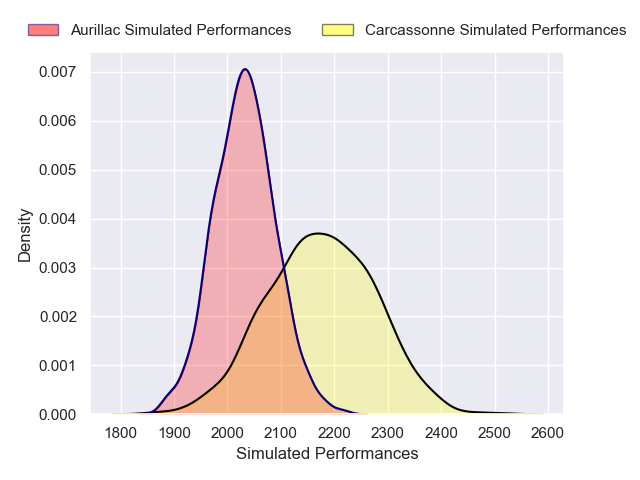 Aurillac Simulated Performances
Carcassonne Simulated Performances
0.007
0.006
0.005
0.004
0.003
0.002
0.001
0.000
Density
1800 1900 2000 2100 2200 2300 2400 2500 2600
Simulated Performances